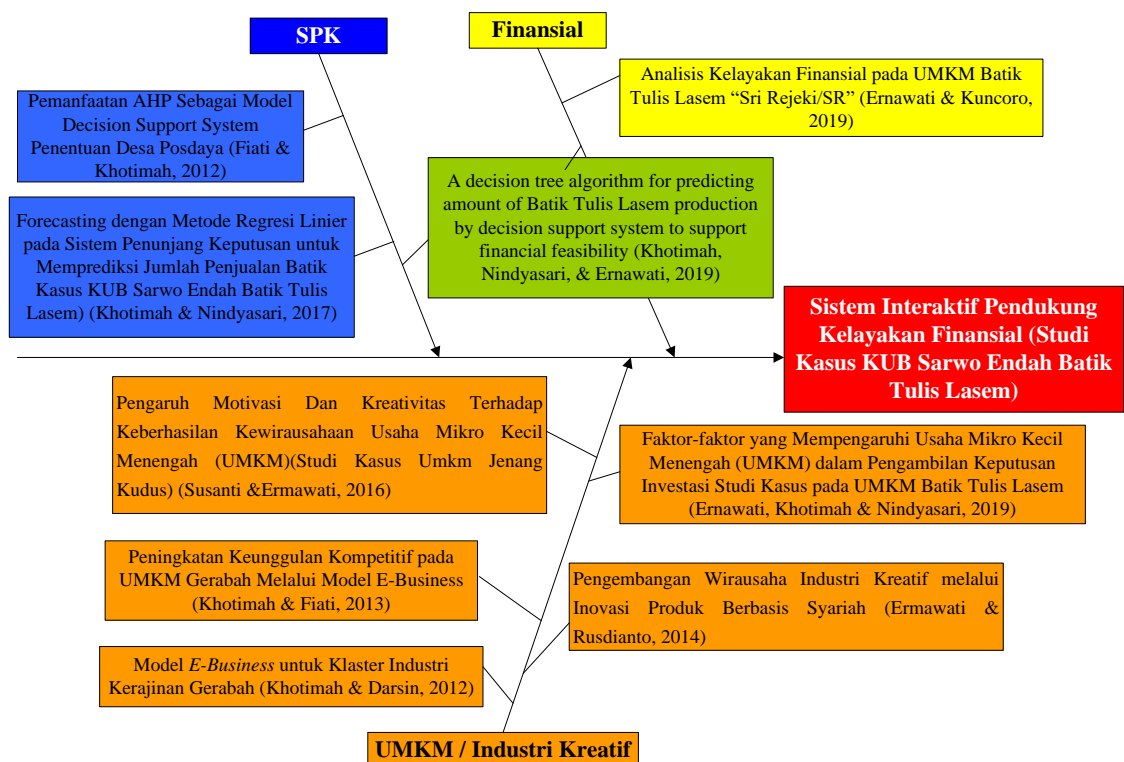 SPK
Finansial
Pemanfaatan AHP Sebagai Model
Decision Support System
Penentuan Desa Posdaya (Fiati &
Khotimah, 2012)
Analisis Kelayakan Finansial pada UMKM Batik
Tulis Lasem “Sri Rejeki/SR” (Ernawati & Kuncoro,
2019)
Forecasting dengan Metode Regresi Linier
pada Sistem Penunjang Keputusan untuk
Memprediksi Jumlah Penjualan Batik
Kasus KUB Sarwo Endah Batik Tulis
Lasem) (Khotimah & Nindyasari, 2017)
A decision tree algorithm for predicting
amount of Batik Tulis Lasem production
by decision support system to support
financial feasibility (Khotimah,
Nindyasari, & Ernawati, 2019)
Sistem Interaktif Pendukung
Kelayakan Finansial (Studi
Kasus KUB Sarwo Endah Batik
Tulis Lasem)
Pengaruh Motivasi Dan Kreativitas Terhadap
Keberhasilan Kewirausahaan Usaha Mikro Kecil
Menengah (UMKM)(Studi Kasus Umkm Jenang
Kudus) (Susanti &Ermawati, 2016)
Faktor-faktor yang Mempengaruhi Usaha Mikro Kecil
Menengah (UMKM) dalam Pengambilan Keputusan
Investasi Studi Kasus pada UMKM Batik Tulis Lasem
(Ernawati, Khotimah & Nindyasari, 2019)
Peningkatan Keunggulan Kompetitif pada
UMKM Gerabah Melalui Model E-Business
(Khotimah & Fiati, 2013)
Pengembangan Wirausaha Industri Kreatif melalui
Inovasi Produk Berbasis Syariah (Ermawati &
Rusdianto, 2014)
Model E-Business untuk Klaster Industri
Kerajinan Gerabah (Khotimah & Darsin, 2012)
UMKM / Industri Kreatif